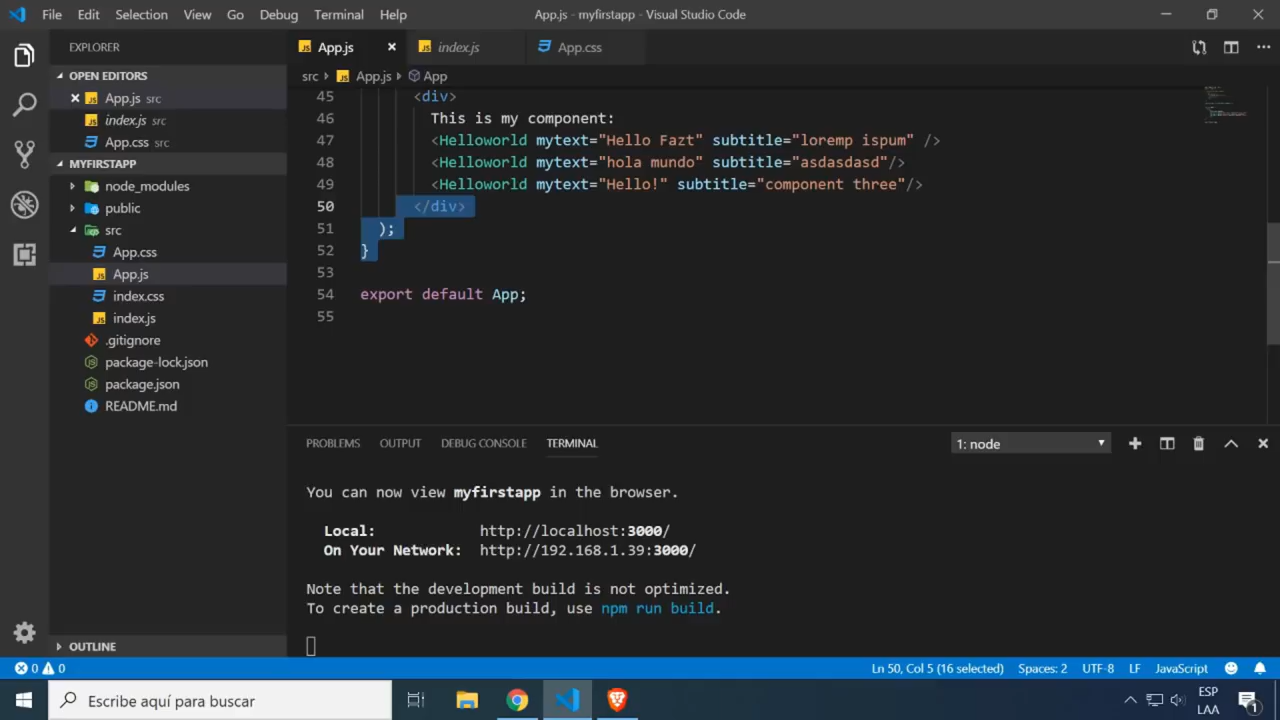 File Edit Selection View Go Debug Terminal Help App.js - myfirstapp - Visual Studio Code
EXPLORER
OPEN EDITORS
App.js src
index.js src
App.css src
MYFIRSTAPP
node_modules
public
src
App.css
App.js
index.css
index.js
.gitignore
package-lock.json
package.json
README.md
OUTLINE
App.js index.js App.css
src App.js App
45 <div>
46 This is my component:
47 <Helloworld mytext="Hello Fazt" subtitle="loremp ispum" />
48 <Helloworld mytext="hola mundo" subtitle="asdasdasd"/>
49 <Helloworld mytext="Hello!" subtitle="component three"/>
50 </div>
51 );
52 }
53
54 export default App;
55
PROBLEMS OUTPUT DEBUG CONSOLE TERMINAL 1: node
You can now view myfirstapp in the browser.
Local: http://localhost:3000/
On Your Network: http://192.168.1.39:3000/
Note that the development build is not optimized.
To create a production build, use npm run build.
0 0 Ln 50, Col 5 (16 selected) Spaces: 2 UTF-8 LF JavaScript
Escribe aquí para buscar
ESP
LAA
1